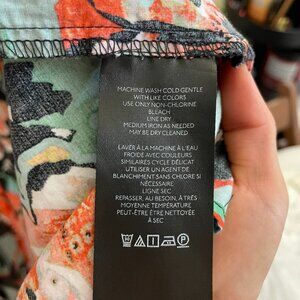 MACHINE WASH COLD GENTLE
WITH LIKE COLORS
USE ONLY NON-CHLORINE
BLEACH
LINE DRY
MEDIUM IRON AS NEEDED
MAY BE DRY CLEANED
LAVER À LA MACHINE À L'EAU
FROIDE AVEC COULEURS
SIMILAIRES CYCLE DÉLICAT
UTILISER UN AGENT DE
BLANCHIMENT SANS CHLORE SI
NÉCESSAIRE
LIGNE SEC
REPASSER, AU BESOIN, À TRÈS
MOYENNE TEMPÉRATURE
PEUT-ÊTRE ÊTRE NETTOYÉE
À SEC